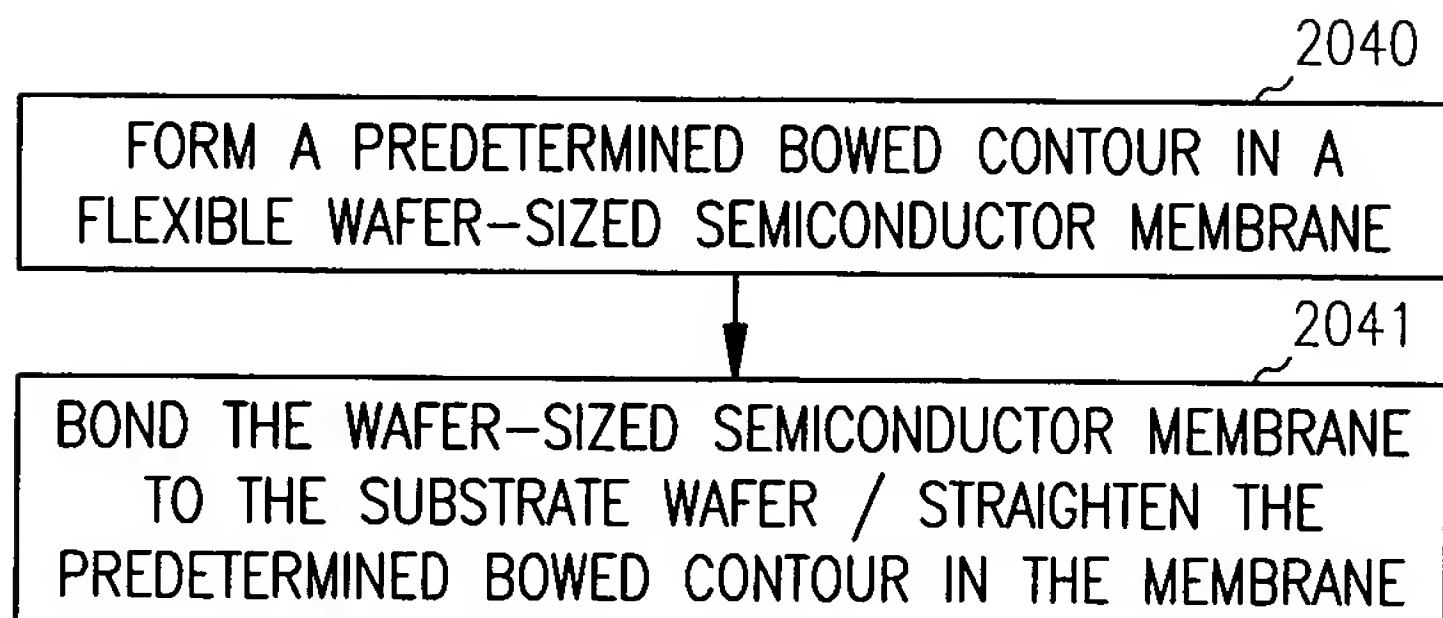 2040
FORM A PREDETERMINED BOWED CONTOUR IN A
FLEXIBLE WAFER–SIZED SEMICONDUCTOR MEMBRANE
2041
BOND THE WAFER–SIZED SEMICONDUCTOR MEMBRANE
TO THE SUBSTRATE WAFER / STRAIGHTEN THE
PREDETERMINED BOWED CONTOUR IN THE MEMBRANE